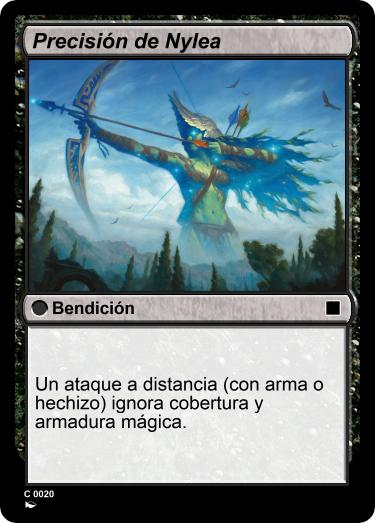 Precisión de Nylea
Bendición
Un ataque a distancia (con arma o
hechizo) ignora cobertura y
armadura mágica.
C 0020